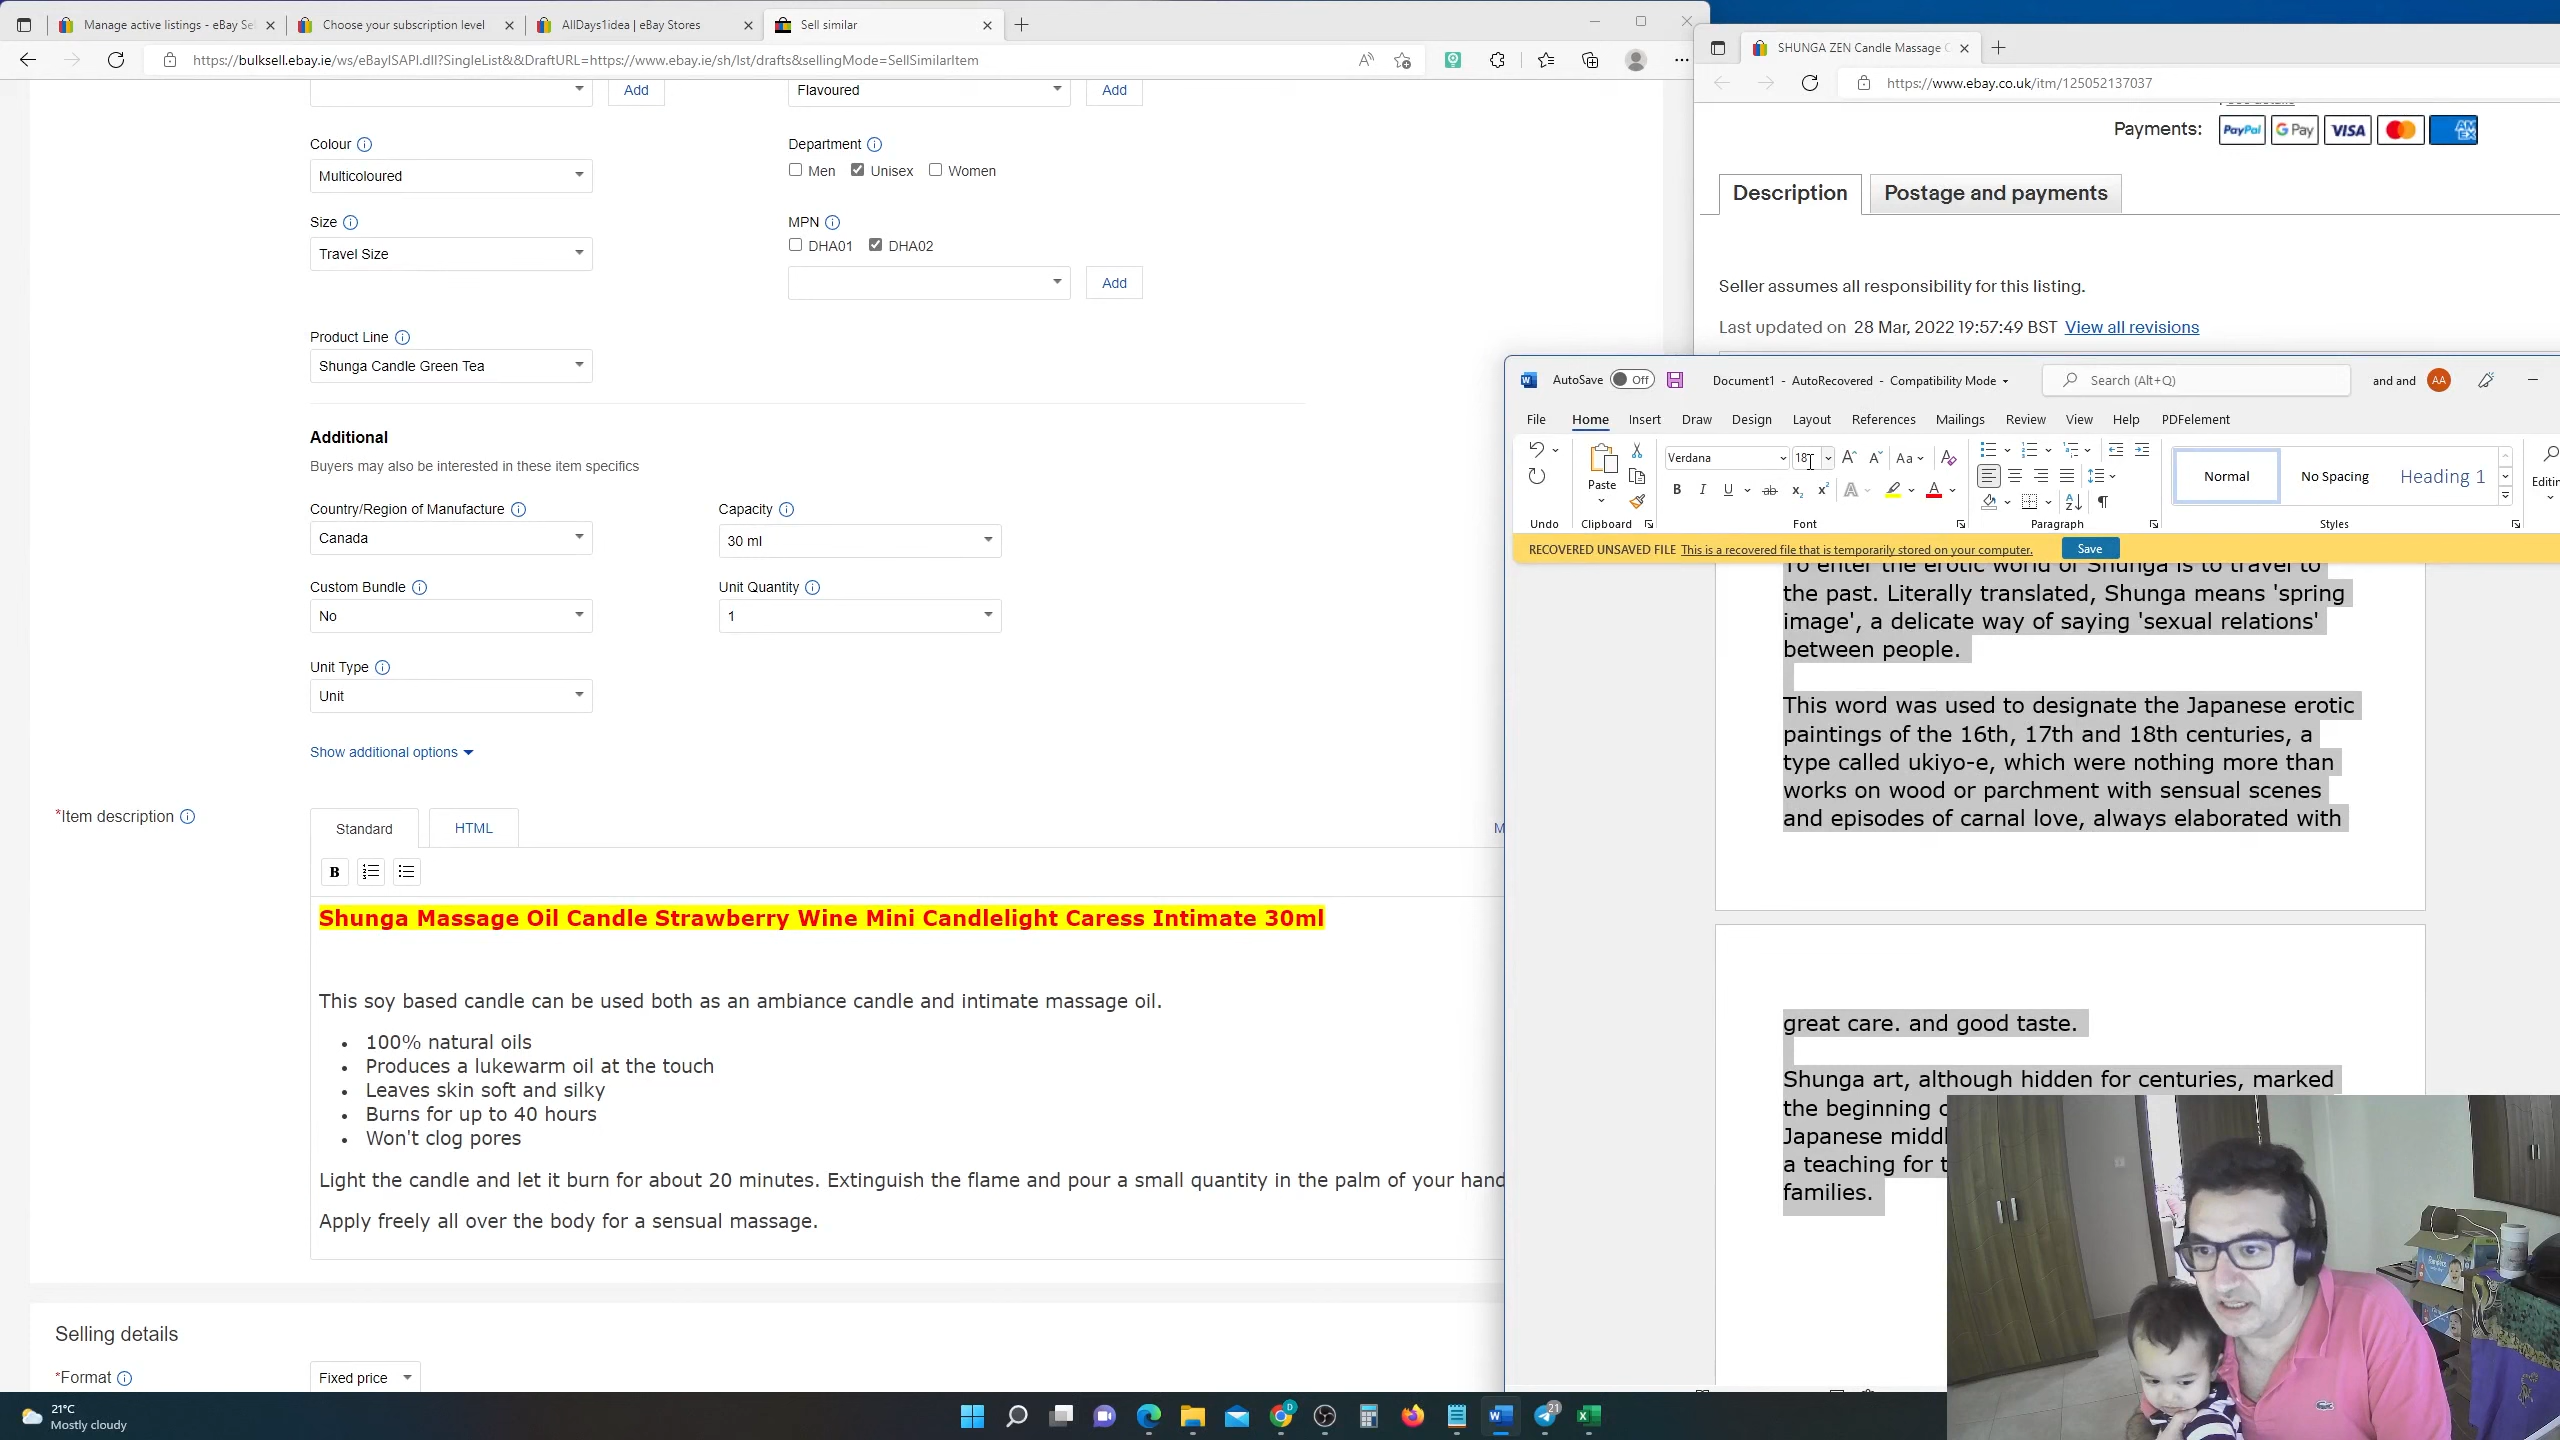 Manage active listings - eBay Se
Choose your subscription level
AllDays1idea | eBay Stores
Sell similar
https://bulksell.ebay.ie/ws/eBayISAPI.dll?SingleList&&DraftURL=https://www.ebay.ie/sh/lst/drafts&sellingMode=SellSimilarItem
Add
Flavoured
Add
Colour
Multicoloured
Department
Men
Unisex
Women
Size
Travel Size
MPN
DHA01
DHA02
Add
Product Line
Shunga Candle Green Tea
Additional
Buyers may also be interested in these item specifics
Country/Region of Manufacture
Canada
Capacity
30 ml
Custom Bundle
No
Unit Quantity
1
Unit Type
Unit
Show additional options
*Item description
Standard
HTML
B
Shunga Massage Oil Candle Strawberry Wine Mini Candlelight Caress Intimate 30ml
This soy based candle can be used both as an ambiance candle and intimate massage oil.
• 100% natural oils
• Produces a lukewarm oil at the touch
• Leaves skin soft and silky
• Burns for up to 40 hours
• Won't clog pores
Light the candle and let it burn for about 20 minutes. Extinguish the flame and pour a small quantity in the palm of your hand
Apply freely all over the body for a sensual massage.
Selling details
*Format
Fixed price
SHUNGA ZEN Candle Massage
https://www.ebay.co.uk/itm/125052137037
Payments:
PayPal
G Pay
VISA
AMEX
Description
Postage and payments
Seller assumes all responsibility for this listing.
Last updated on 28 Mar, 2022 19:57:49 BST View all revisions
AutoSave
Off
Document1 - AutoRecovered - Compatibility Mode
Search (Alt+Q)
and and
AA
File
Home
Insert
Draw
Design
Layout
References
Mailings
Review
View
Help
PDFelement
Verdana
18
Aa
Paste
Normal
No Spacing
Heading 1
Editin
Undo
Clipboard
Font
Paragraph
Styles
RECOVERED UNSAVED FILE This is a recovered file that is temporarily stored on your computer.
Save
To enter the erotic world of Shunga is to travel to
the past. Literally translated, Shunga means 'spring
image', a delicate way of saying 'sexual relations'
between people.
This word was used to designate the Japanese erotic
paintings of the 16th, 17th and 18th centuries, a
type called ukiyo-e, which were nothing more than
works on wood or parchment with sensual scenes
and episodes of carnal love, always elaborated with
great care. and good taste.
Shunga art, although hidden for centuries, marked
the beginning
Japanese middl
a teaching for t
families.
21°C
Mostly cloudy
21